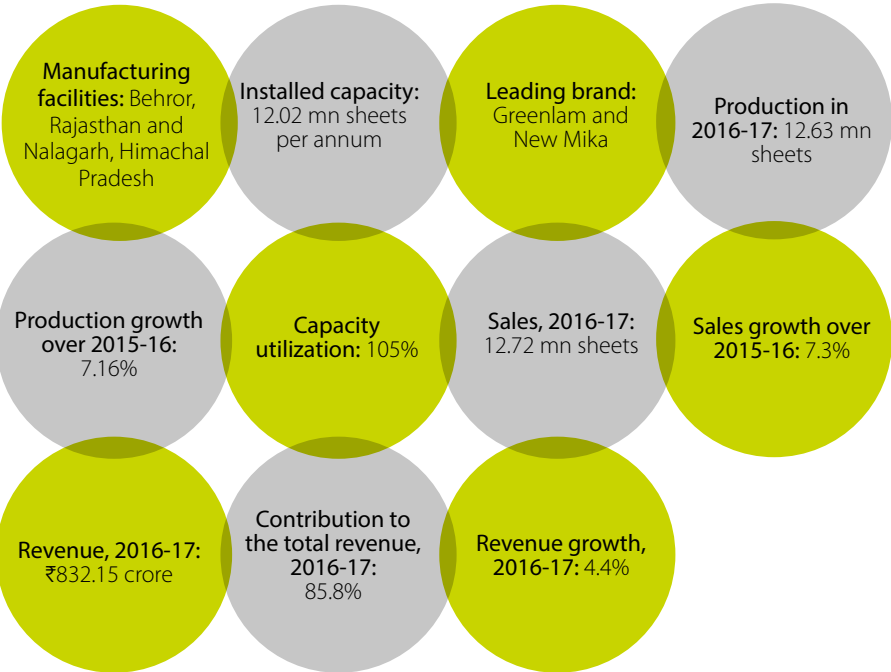 Manufacturing
facilities: Behror,
Rajasthan and
Nalagarh, Himachal
Pradesh
Installed capacity:
12.02 mn sheets
per annum
Leading brand:
Greenlam and
New Mika
Production in
2016-17: 12.63 mn
sheets
Production growth
over 2015-16:
7.16%
Capacity
utilization: 105%
Sales, 2016-17:
12.72 mn sheets
Sales growth over
2015-16: 7.3%
Revenue, 2016-17:
₹832.15 crore
Contribution to
the total revenue,
2016-17:
85.8%
Revenue growth,
2016-17: 4.4%